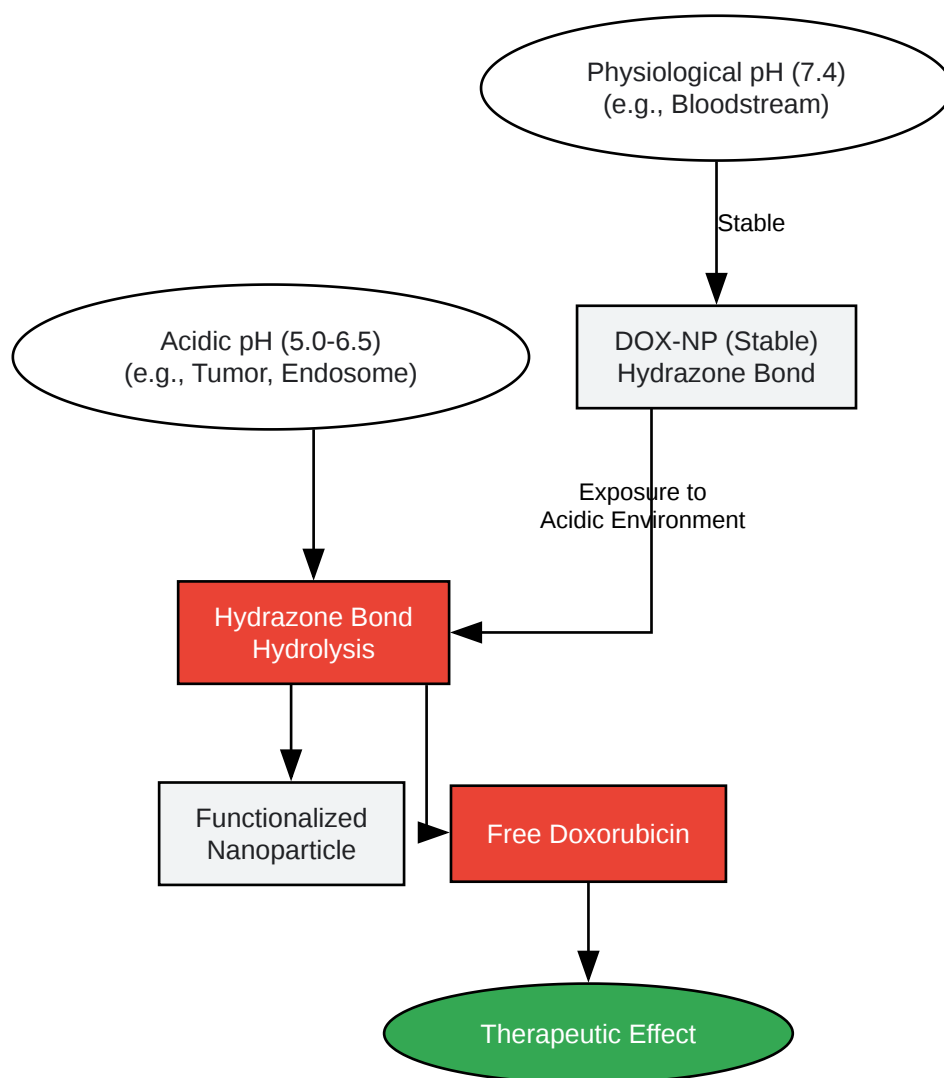 Physiological pH (7.4)
(e.g., Bloodstream)
Stable
Acidic pH (5.0-6.5)
(e.g., Tumor, Endosome)
DOX-NP (Stable)
Hydrazone Bond
Exposure to
Acidic Environment
Hydrazone Bond
Hydrolysis
Functionalized
Nanoparticle
Free Doxorubicin
Therapeutic Effect